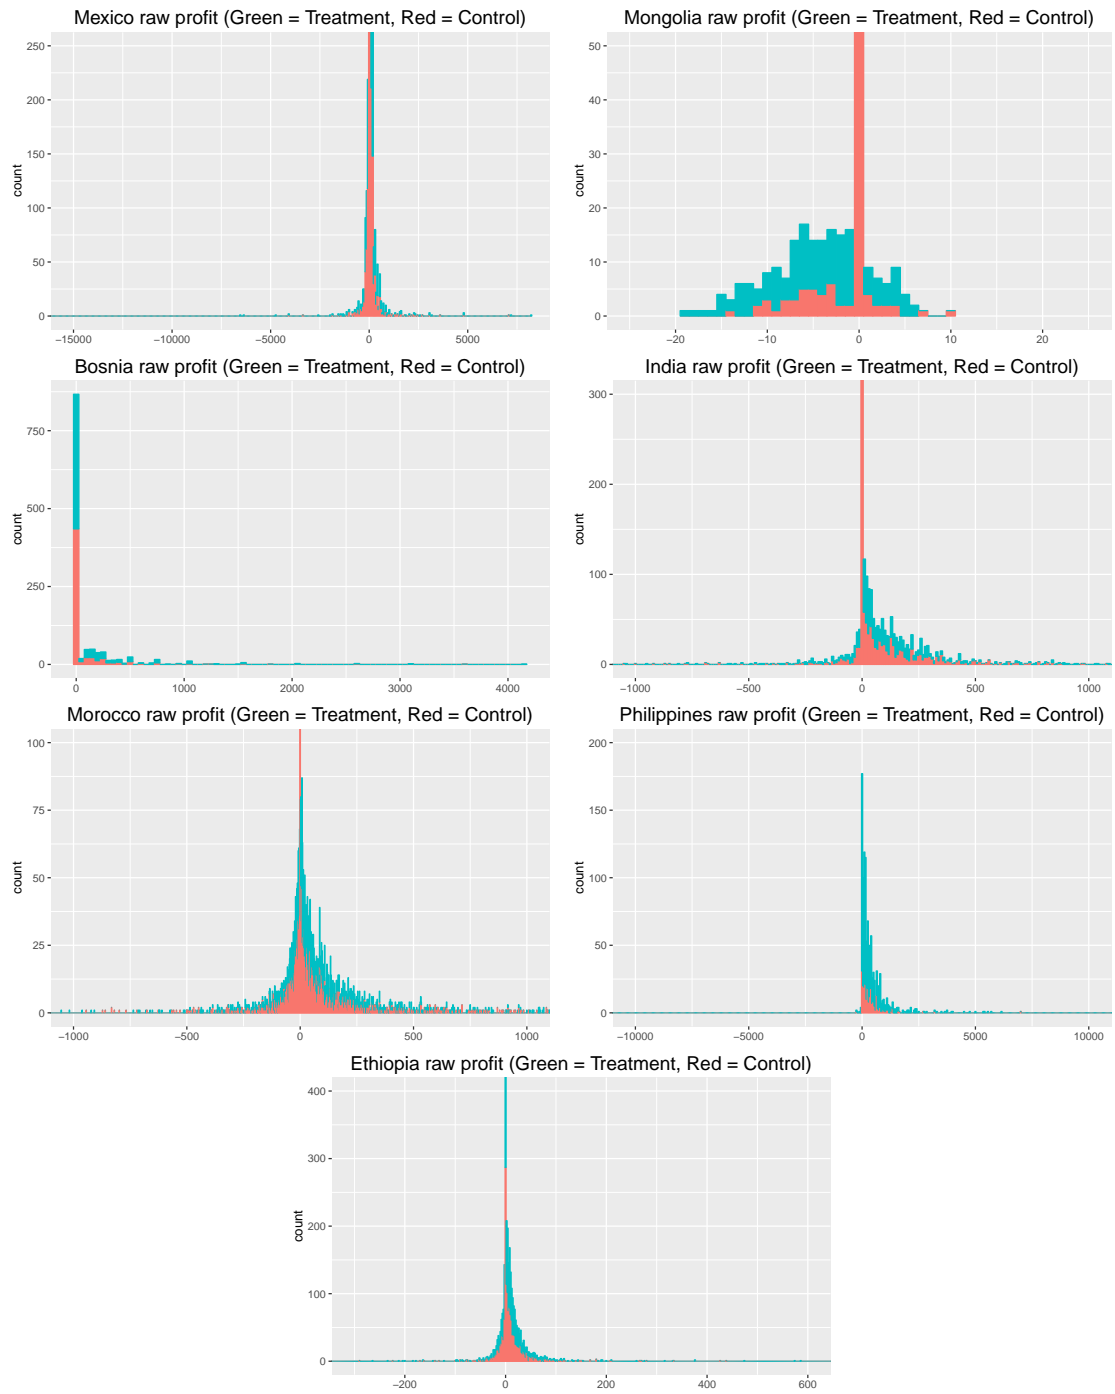 Mexico raw profit (Green = Treatment, Red = Control)
250
200
150
100
50
0
count
−15000 −10000 −5000 0 5000
Mongolia raw profit (Green = Treatment, Red = Control)
50
40
30
20
10
0
count
−20 −10 0 10 20
Bosnia raw profit (Green = Treatment, Red = Control)
750
500
250
0
count
0 1000 2000 3000 4000
India raw profit (Green = Treatment, Red = Control)
300
200
100
0
count
−1000 −500 0 500 1000
Morocco raw profit (Green = Treatment, Red = Control)
100
75
50
25
0
count
−1000 −500 0 500 1000
Philippines raw profit (Green = Treatment, Red = Control)
200
150
100
50
0
count
−10000 −5000 0 5000 10000
Ethiopia raw profit (Green = Treatment, Red = Control)
400
300
200
100
0
count
−200 0 200 400 600